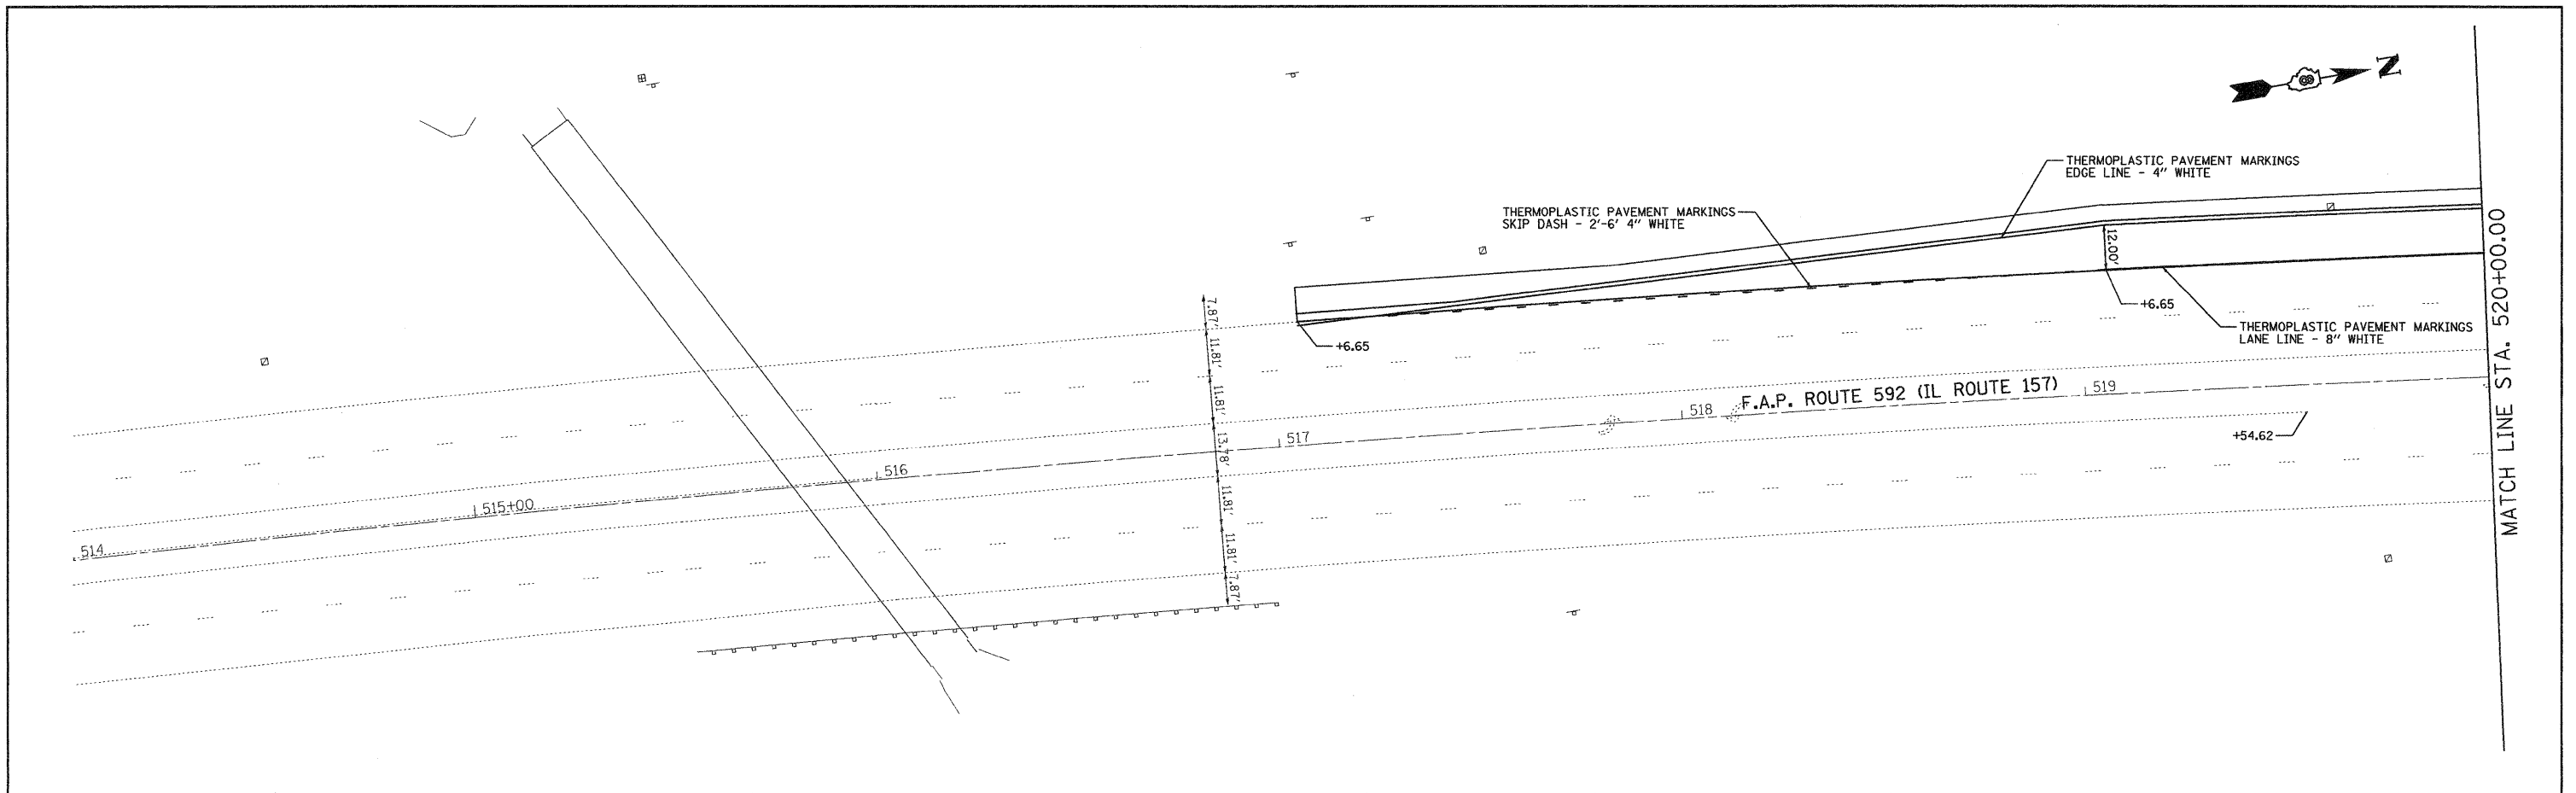 N
THERMOPLASTIC PAVEMENT MARKINGS
EDGE LINE - 4" WHITE
THERMOPLASTIC PAVEMENT MARKINGS
SKIP DASH - 2'-6' 4" WHITE
12.00'
+6.65
+6.65
THERMOPLASTIC PAVEMENT MARKINGS
LANE LINE - 8" WHITE
MATCH LINE STA. 520+00.00
7.87'
11.81'
11.81'
13.78'
11.81'
11.81'
7.87'
514
515+00
516
517
518
F.A.P. ROUTE 592 (IL ROUTE 157)
519
+54.62